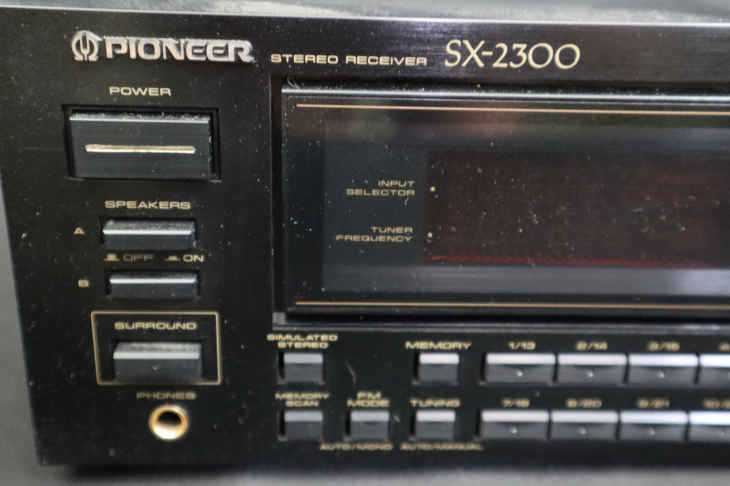 PIONEER STEREO RECEIVER SX-2300
POWER
INPUT
SELECTOR
SPEAKERS
A
TUNER
FREQUENCY
OFF ON
B
SURROUND
SIMULATED
STEREO
MEMORY 1/13 2/14 3/15
PHONES
MEMORY
SCAN
FM
MODE
TUNING 7/19 8/20 9/21
AUTO/MONO AUTO/MANUAL